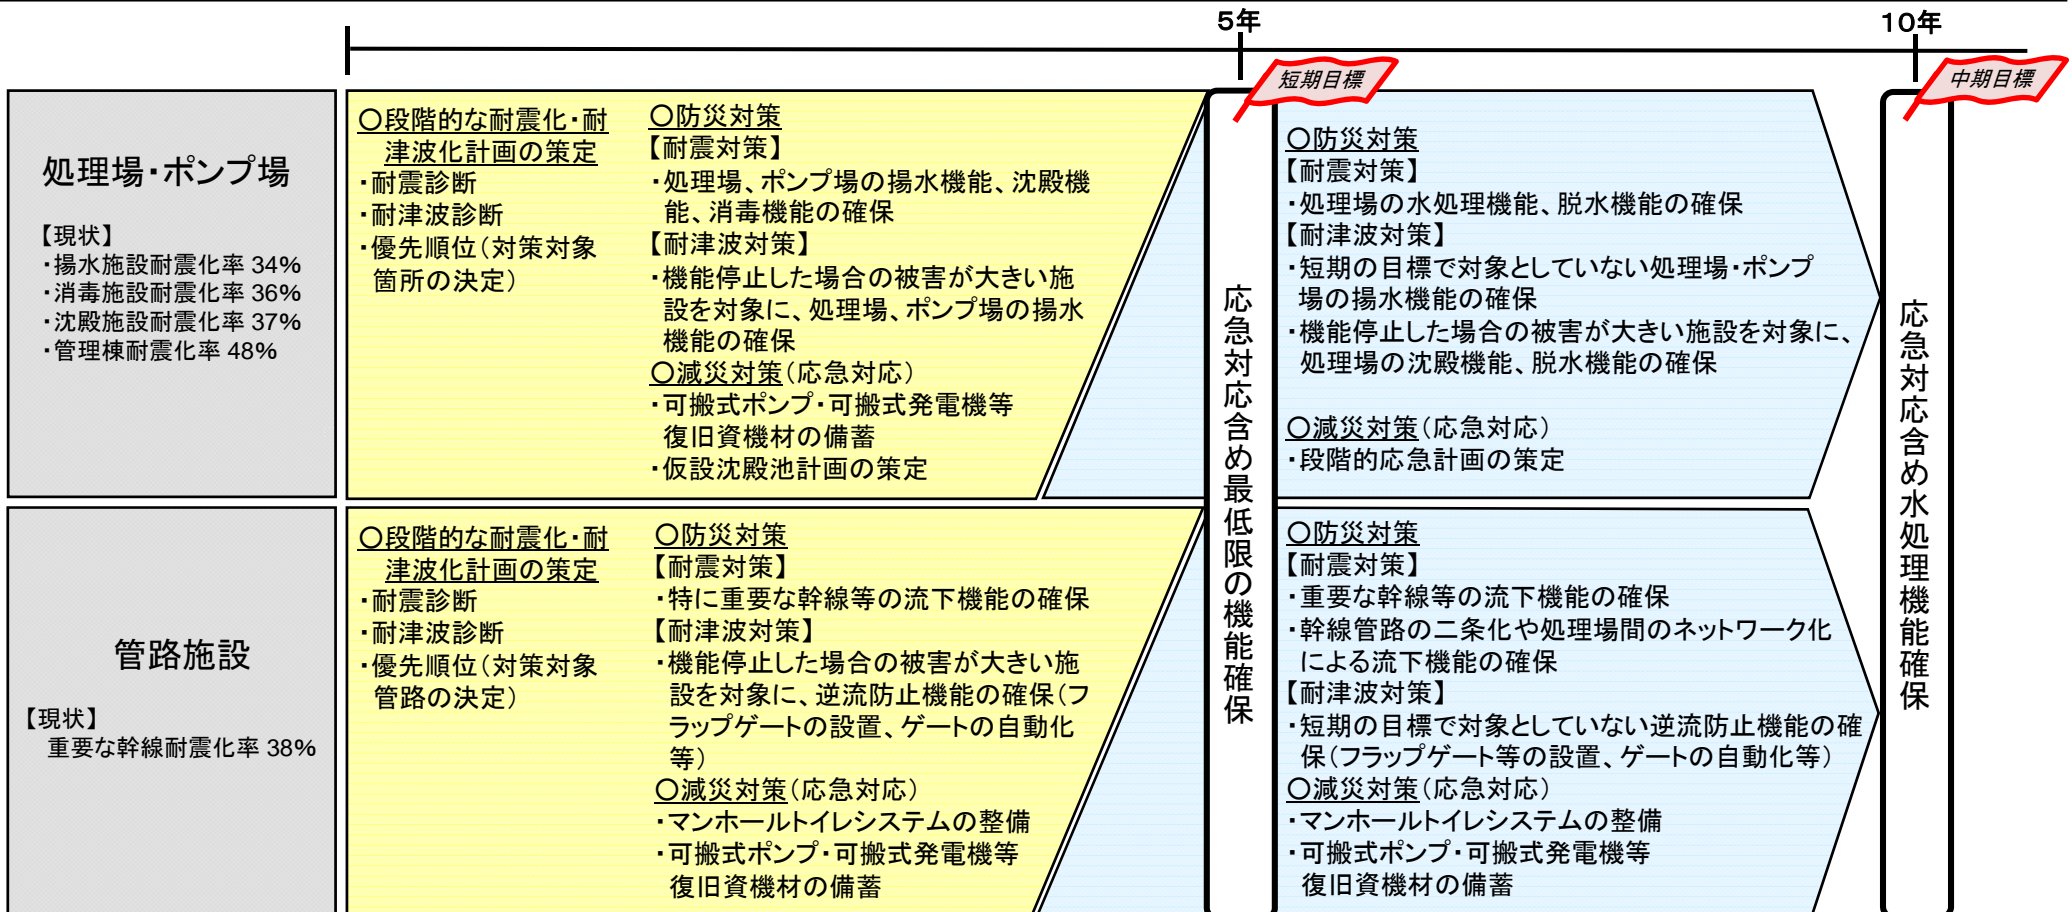 5年
10年
短期目標
中期目標
処理場・ポンプ場
【現状】
・揚水施設耐震化率 34%
・消毒施設耐震化率 36%
・沈殿施設耐震化率 37%
・管理棟耐震化率 48%
〇段階的な耐震化・耐
津波化計画の策定
・耐震診断
・耐津波診断
・優先順位（対策対象
箇所の決定）
〇防災対策
【耐震対策】
・処理場、ポンプ場の揚水機能、沈殿機
能、消毒機能の確保
【耐津波対策】
・機能停止した場合の被害が大きい施
設を対象に、処理場、ポンプ場の揚水
機能の確保
〇減災対策（応急対応）
・可搬式ポンプ・可搬式発電機等
復旧資機材の備蓄
・仮設沈殿池計画の策定
応急対応含め最低限の機能確保
〇防災対策
【耐震対策】
・処理場の水処理機能、脱水機能の確保
【耐津波対策】
・短期の目標で対象としていない処理場・ポンプ
場の揚水機能の確保
・機能停止した場合の被害が大きい施設を対象に、
処理場の沈殿機能、脱水機能の確保
〇減災対策（応急対応）
・段階的応急計画の策定
応急対応含め水処理機能確保
管路施設
【現状】
重要な幹線耐震化率 38%
〇段階的な耐震化・耐
津波化計画の策定
・耐震診断
・耐津波診断
・優先順位（対策対象
管路の決定）
〇防災対策
【耐震対策】
・特に重要な幹線等の流下機能の確保
【耐津波対策】
・機能停止した場合の被害が大きい施
設を対象に、逆流防止機能の確保（フ
ラップゲートの設置、ゲートの自動化
等）
〇減災対策（応急対応）
・マンホールトイレシステムの整備
・可搬式ポンプ・可搬式発電機等
復旧資機材の備蓄
〇防災対策
【耐震対策】
・重要な幹線等の流下機能の確保
・幹線管路の二条化や処理場間のネットワーク化
による流下機能の確保
【耐津波対策】
・短期の目標で対象としていない逆流防止機能の確
保（フラップゲート等の設置、ゲートの自動化等）
〇減災対策（応急対応）
・マンホールトイレシステムの整備
・可搬式ポンプ・可搬式発電機等
復旧資機材の備蓄